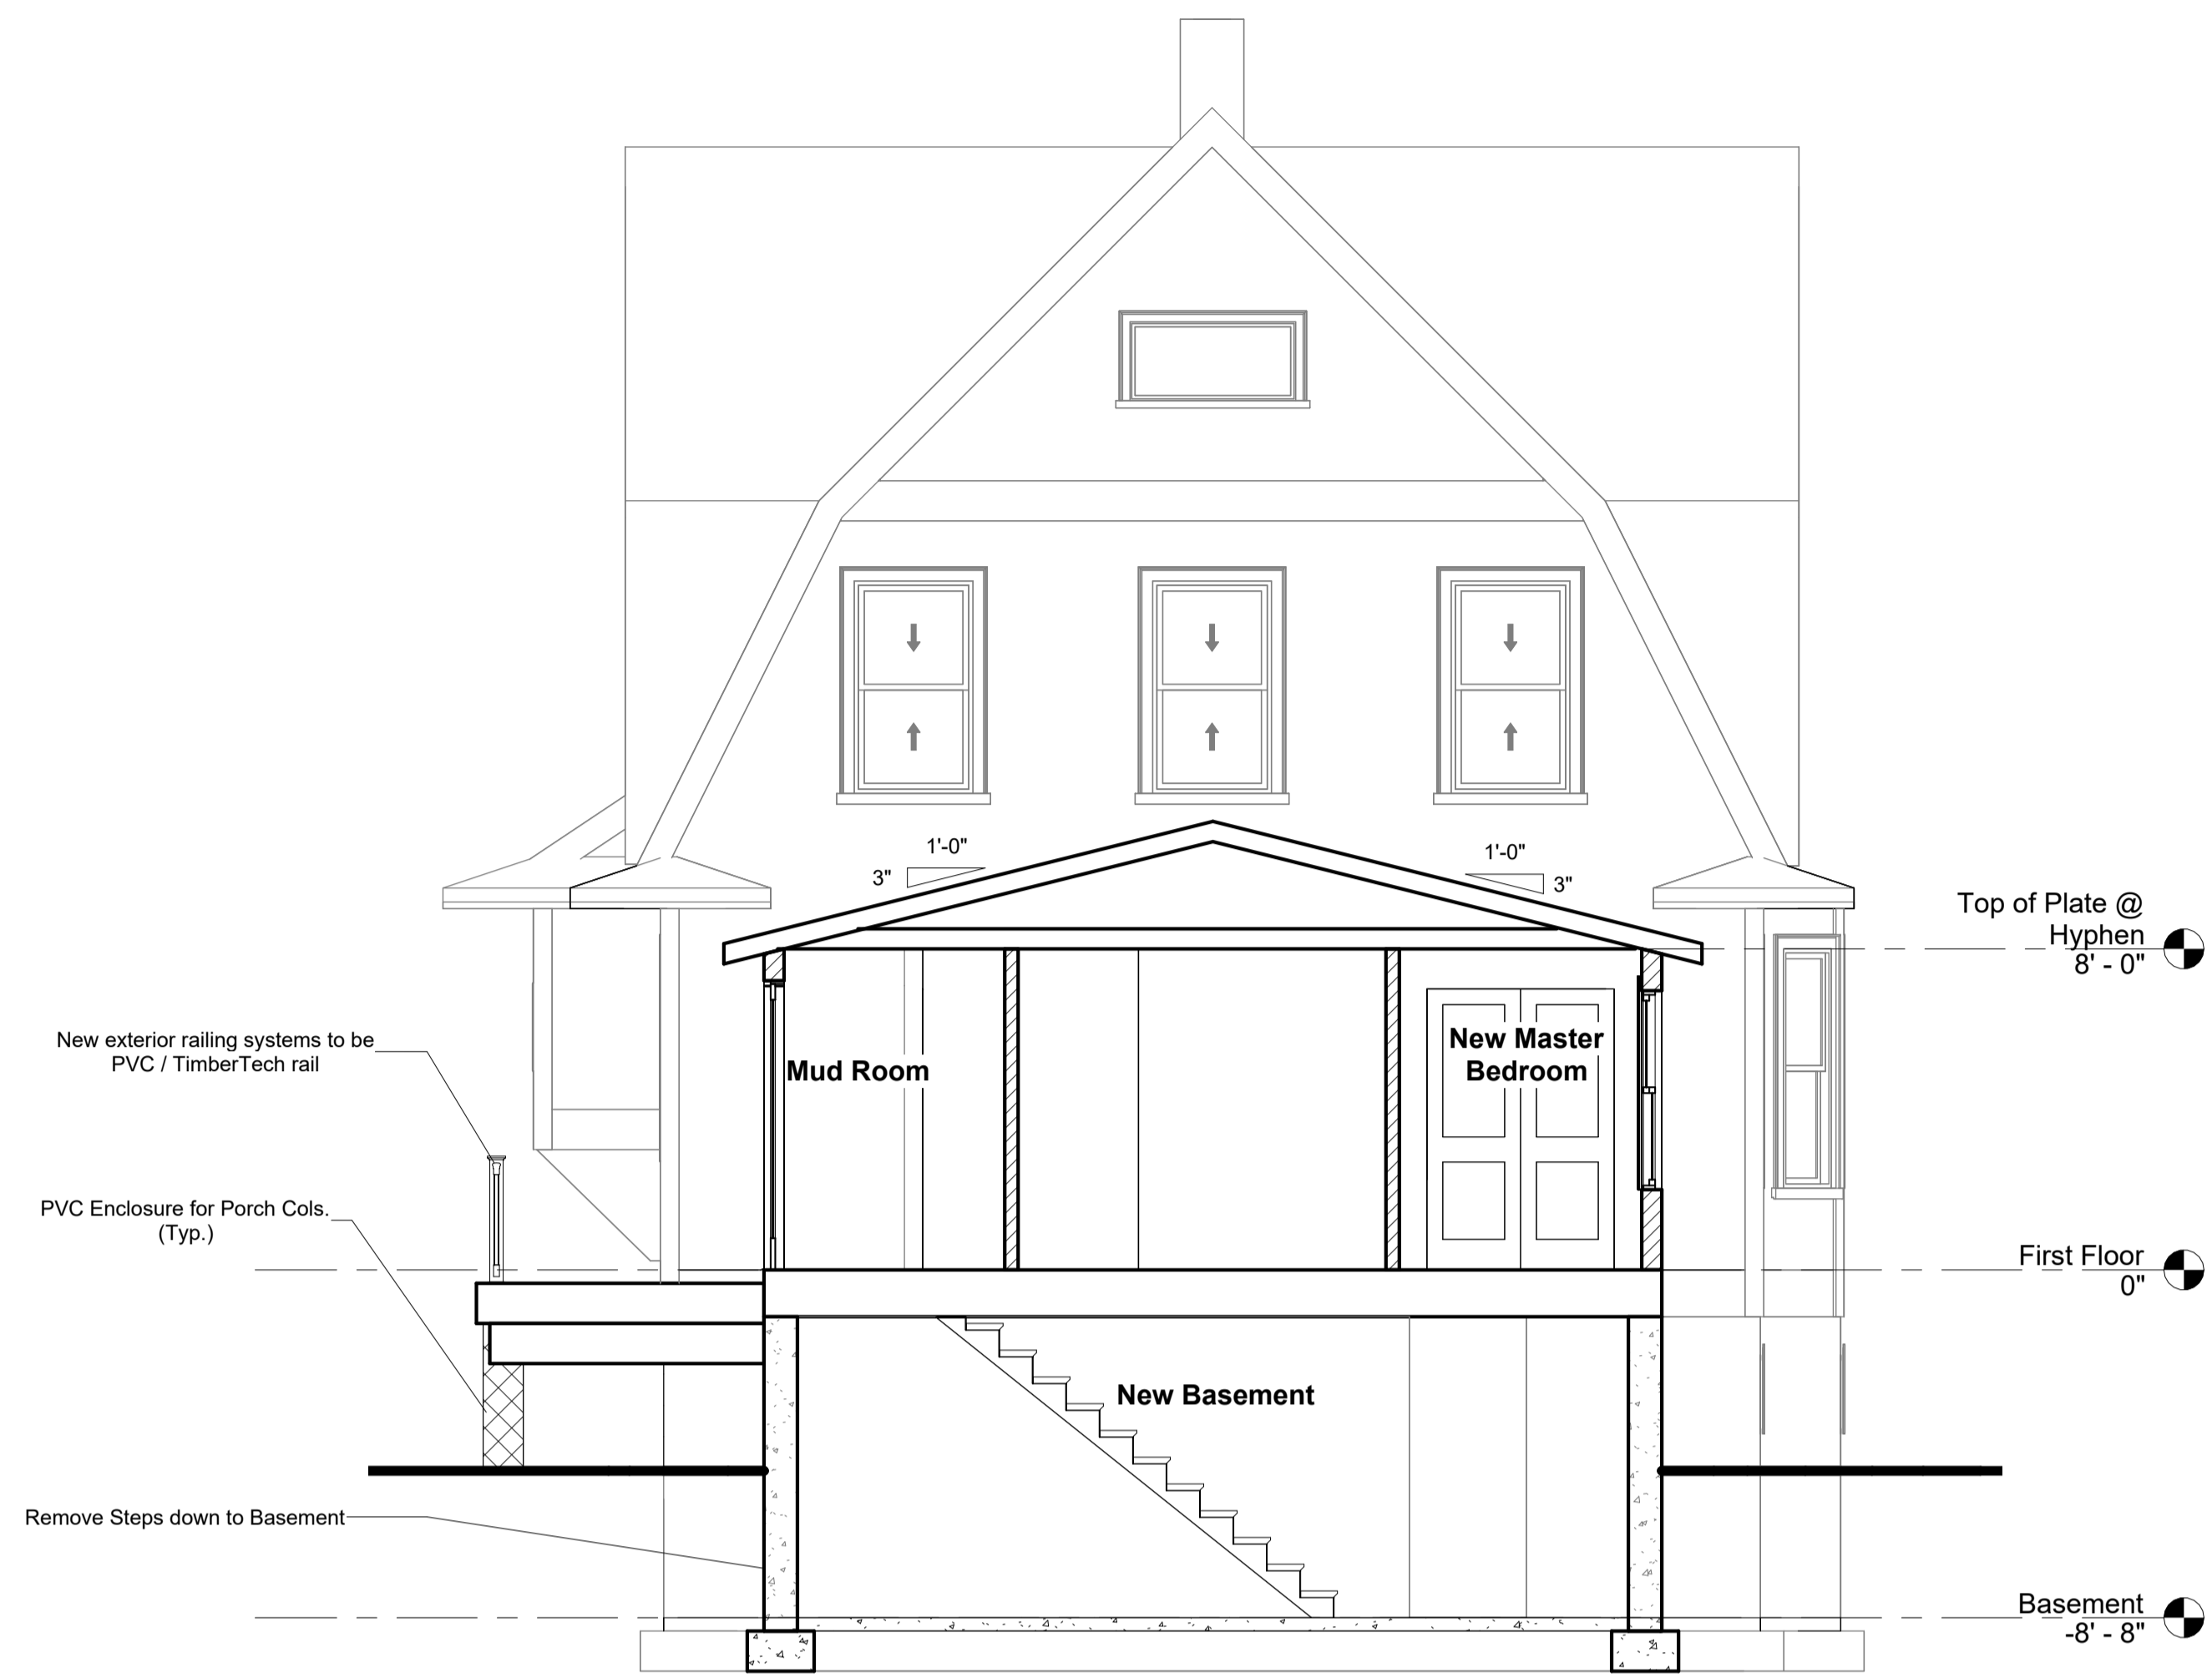 1'-0"
3"
1'-0"
3"
Top of Plate @
Hyphen
8' - 0"
New exterior railing systems to be
PVC / TimberTech rail
Mud Room
New Master
Bedroom
PVC Enclosure for Porch Cols.
(Typ.)
First Floor
0"
New Basement
Remove Steps down to Basement
Basement
-8' - 8"